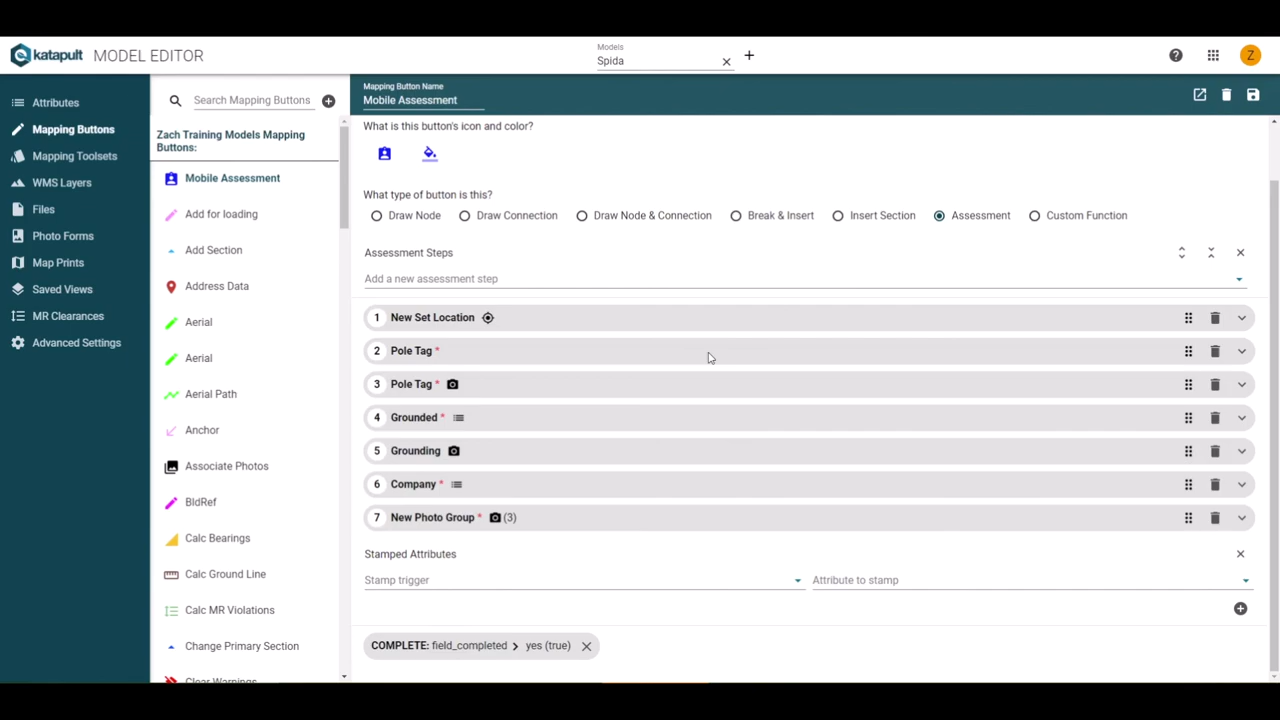 katapult MODEL EDITOR
Models
Spida
Z
Attributes
Mapping Buttons
Mapping Toolsets
WMS Layers
Files
Photo Forms
Map Prints
Saved Views
MR Clearances
Advanced Settings
Search Mapping Buttons
Zach Training Models Mapping
Buttons:
Mobile Assessment
Add for loading
Add Section
Address Data
Aerial
Aerial
Aerial Path
Anchor
Associate Photos
BldRef
Calc Bearings
Calc Ground Line
Calc MR Violations
Change Primary Section
Clear Warnings
Mapping Button Name
Mobile Assessment
What is this button's icon and color?
What type of button is this?
Draw Node Draw Connection Draw Node & Connection Break & Insert Insert Section Assessment Custom Function
Assessment Steps
Add a new assessment step
1 New Set Location
2 Pole Tag *
3 Pole Tag *
4 Grounded *
5 Grounding
6 Company *
7 New Photo Group * (3)
Stamped Attributes
Stamp trigger Attribute to stamp
COMPLETE: field_completed > yes (true)